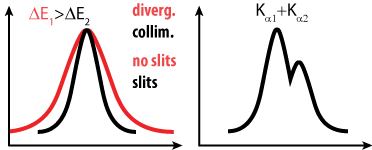 ΔE₁>ΔE₂
diverg.
collim.
no slits
slits
Kα1+Kα2